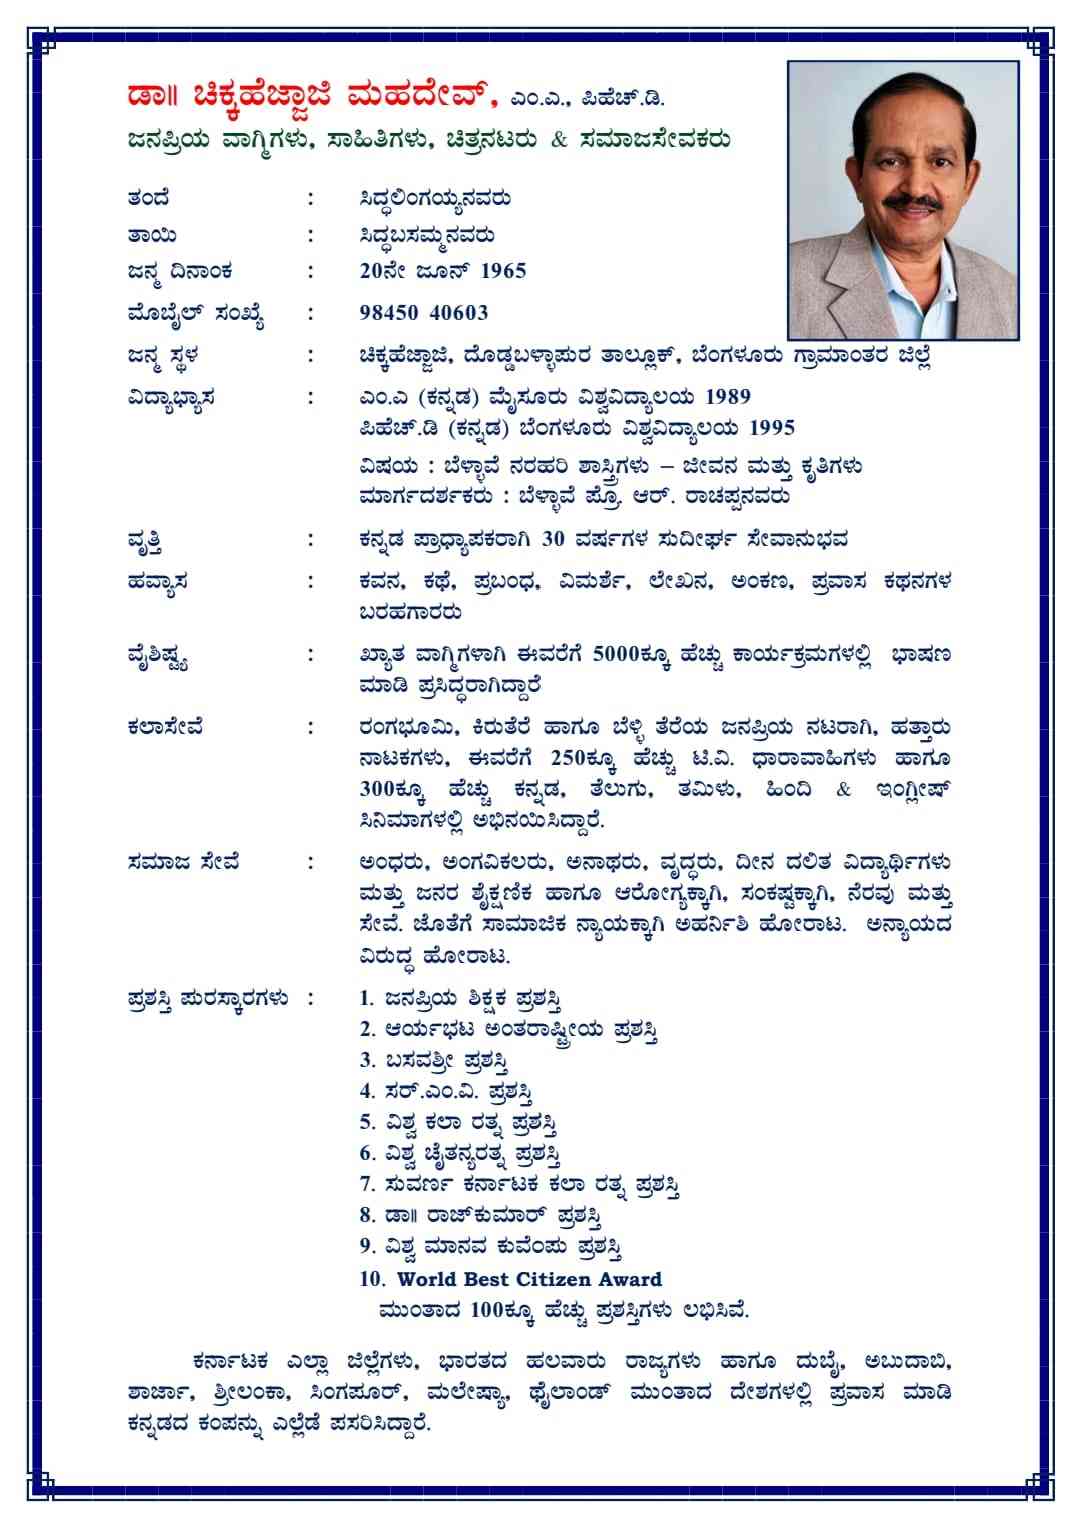 ಡಾ॥ ಚಿಕ್ಕಹೆಜ್ಜಾಜಿ ಮಹದೇವ್, ಎಂ.ಎ., ಪಿಹೆಚ್.ಡಿ.
ಜನಪ್ರಿಯ ವಾಗ್ಮಿಗಳು, ಸಾಹಿತಿಗಳು, ಚಿತ್ರನಟರು & ಸಮಾಜಸೇವಕರು
ತಂದೆ : ಸಿದ್ಧಲಿಂಗಯ್ಯನವರು
ತಾಯಿ : ಸಿದ್ಧಬಸಮ್ಮನವರು
ಜನ್ಮ ದಿನಾಂಕ : 20ನೇ ಜೂನ್ 1965
ಮೊಬೈಲ್ ಸಂಖ್ಯೆ : 98450 40603
ಜನ್ಮ ಸ್ಥಳ : ಚಿಕ್ಕಹೆಜ್ಜಾಜಿ, ದೊಡ್ಡಬಳ್ಳಾಪುರ ತಾಲ್ಲೂಕ್, ಬೆಂಗಳೂರು ಗ್ರಾಮಾಂತರ ಜಿಲ್ಲೆ
ವಿದ್ಯಾಭ್ಯಾಸ : ಎಂ.ಎ (ಕನ್ನಡ) ಮೈಸೂರು ವಿಶ್ವವಿದ್ಯಾಲಯ 1989
ಪಿಹೆಚ್.ಡಿ (ಕನ್ನಡ) ಬೆಂಗಳೂರು ವಿಶ್ವವಿದ್ಯಾಲಯ 1995
ವಿಷಯ : ಬೆಳ್ಳಾವೆ ನರಹರಿ ಶಾಸ್ತ್ರಿಗಳು – ಜೀವನ ಮತ್ತು ಕೃತಿಗಳು
ಮಾರ್ಗದರ್ಶಕರು : ಬೆಳ್ಳಾವೆ ಪ್ರೊ. ಆರ್. ರಾಚಪ್ಪನವರು
ವೃತ್ತಿ : ಕನ್ನಡ ಪ್ರಾಧ್ಯಾಪಕರಾಗಿ 30 ವರ್ಷಗಳ ಸುದೀರ್ಘ ಸೇವಾನುಭವ
ಹವ್ಯಾಸ : ಕವನ, ಕಥೆ, ಪ್ರಬಂಧ, ವಿಮರ್ಶೆ, ಲೇಖನ, ಅಂಕಣ, ಪ್ರವಾಸ ಕಥನಗಳ
ಬರಹಗಾರರು
ವೈಶಿಷ್ಟ್ಯ : ಖ್ಯಾತ ವಾಗ್ಮಿಗಳಾಗಿ ಈವರೆಗೆ 5000ಕ್ಕೂ ಹೆಚ್ಚು ಕಾರ್ಯಕ್ರಮಗಳಲ್ಲಿ ಭಾಷಣ
ಮಾಡಿ ಪ್ರಸಿದ್ಧರಾಗಿದ್ದಾರೆ
ಕಲಾಸೇವೆ : ರಂಗಭೂಮಿ, ಕಿರುತೆರೆ ಹಾಗೂ ಬೆಳ್ಳಿ ತೆರೆಯ ಜನಪ್ರಿಯ ನಟರಾಗಿ, ಹತ್ತಾರು
ನಾಟಕಗಳು, ಈವರೆಗೆ 250ಕ್ಕೂ ಹೆಚ್ಚು ಟಿ.ವಿ. ಧಾರಾವಾಹಿಗಳು ಹಾಗೂ
300ಕ್ಕೂ ಹೆಚ್ಚು ಕನ್ನಡ, ತೆಲುಗು, ತಮಿಳು, ಹಿಂದಿ & ಇಂಗ್ಲೀಷ್
ಸಿನಿಮಾಗಳಲ್ಲಿ ಅಭಿನಯಿಸಿದ್ದಾರೆ.
ಸಮಾಜ ಸೇವೆ : ಅಂಧರು, ಅಂಗವಿಕಲರು, ಅನಾಥರು, ವೃದ್ಧರು, ದೀನ ದಲಿತ ವಿದ್ಯಾರ್ಥಿಗಳು
ಮತ್ತು ಜನರ ಶೈಕ್ಷಣಿಕ ಹಾಗೂ ಆರೋಗ್ಯಕ್ಕಾಗಿ, ಸಂಕಷ್ಟಕ್ಕಾಗಿ, ನೆರವು ಮತ್ತು
ಸೇವೆ. ಜೊತೆಗೆ ಸಾಮಾಜಿಕ ನ್ಯಾಯಕ್ಕಾಗಿ ಅಹರ್ನಿಶಿ ಹೋರಾಟ. ಅನ್ಯಾಯದ
ವಿರುದ್ಧ ಹೋರಾಟ.
ಪ್ರಶಸ್ತಿ ಪುರಸ್ಕಾರಗಳು : 1. ಜನಪ್ರಿಯ ಶಿಕ್ಷಕ ಪ್ರಶಸ್ತಿ
2. ಆರ್ಯಭಟ ಅಂತರಾಷ್ಟ್ರೀಯ ಪ್ರಶಸ್ತಿ
3. ಬಸವಶ್ರೀ ಪ್ರಶಸ್ತಿ
4. ಸರ್.ಎಂ.ವಿ. ಪ್ರಶಸ್ತಿ
5. ವಿಶ್ವ ಕಲಾ ರತ್ನ ಪ್ರಶಸ್ತಿ
6. ವಿಶ್ವ ಚೈತನ್ಯರತ್ನ ಪ್ರಶಸ್ತಿ
7. ಸುವರ್ಣ ಕರ್ನಾಟಕ ಕಲಾ ರತ್ನ ಪ್ರಶಸ್ತಿ
8. ಡಾ॥ ರಾಜ್‌ಕುಮಾರ್ ಪ್ರಶಸ್ತಿ
9. ವಿಶ್ವ ಮಾನವ ಕುವೆಂಪು ಪ್ರಶಸ್ತಿ
10. World Best Citizen Award
ಮುಂತಾದ 100ಕ್ಕೂ ಹೆಚ್ಚು ಪ್ರಶಸ್ತಿಗಳು ಲಭಿಸಿವೆ.
ಕರ್ನಾಟಕ ಎಲ್ಲಾ ಜಿಲ್ಲೆಗಳು, ಭಾರತದ ಹಲವಾರು ರಾಜ್ಯಗಳು ಹಾಗೂ ದುಬೈ, ಅಬುದಾಬಿ,
ಶಾರ್ಜಾ, ಶ್ರೀಲಂಕಾ, ಸಿಂಗಪೂರ್, ಮಲೇಷ್ಯಾ, ಥೈಲಾಂಡ್ ಮುಂತಾದ ದೇಶಗಳಲ್ಲಿ ಪ್ರವಾಸ ಮಾಡಿ
ಕನ್ನಡದ ಕಂಪನ್ನು ಎಲ್ಲೆಡೆ ಪಸರಿಸಿದ್ದಾರೆ.